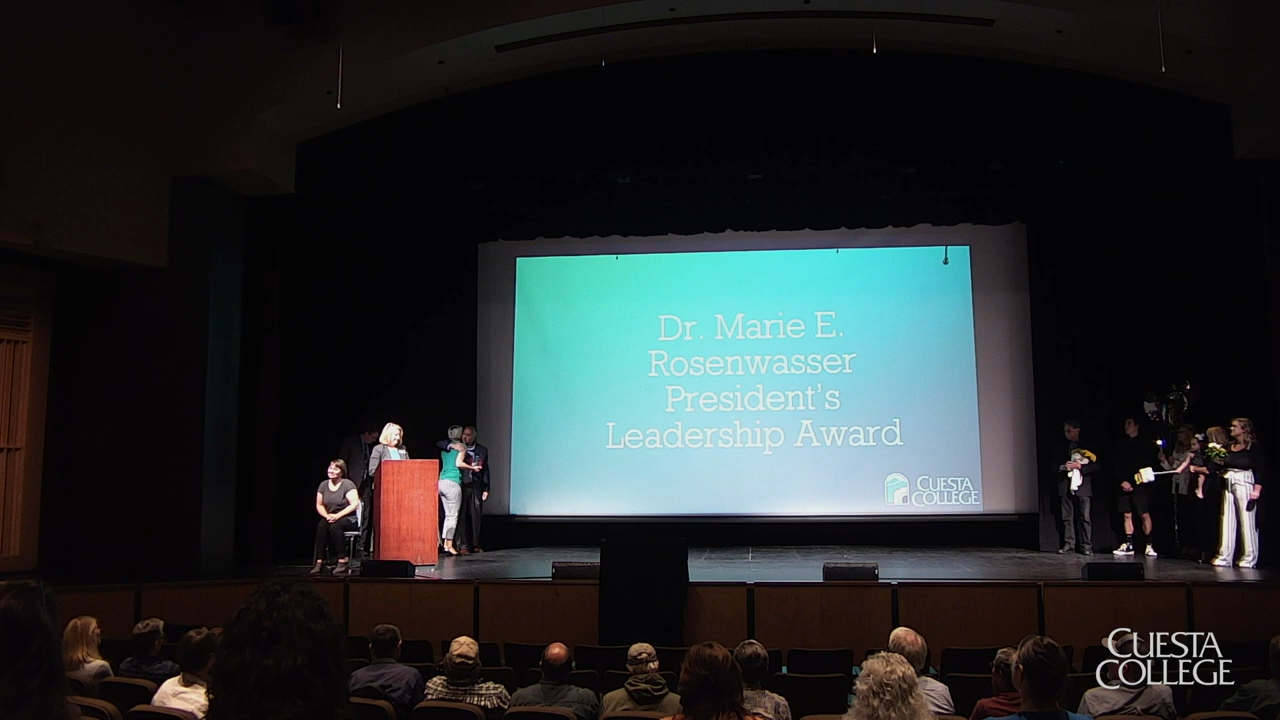 Dr. Marie E.
Rosenwasser
President's
Leadership Award
CUESTA
COLLEGE
CUESTA
COLLEGE